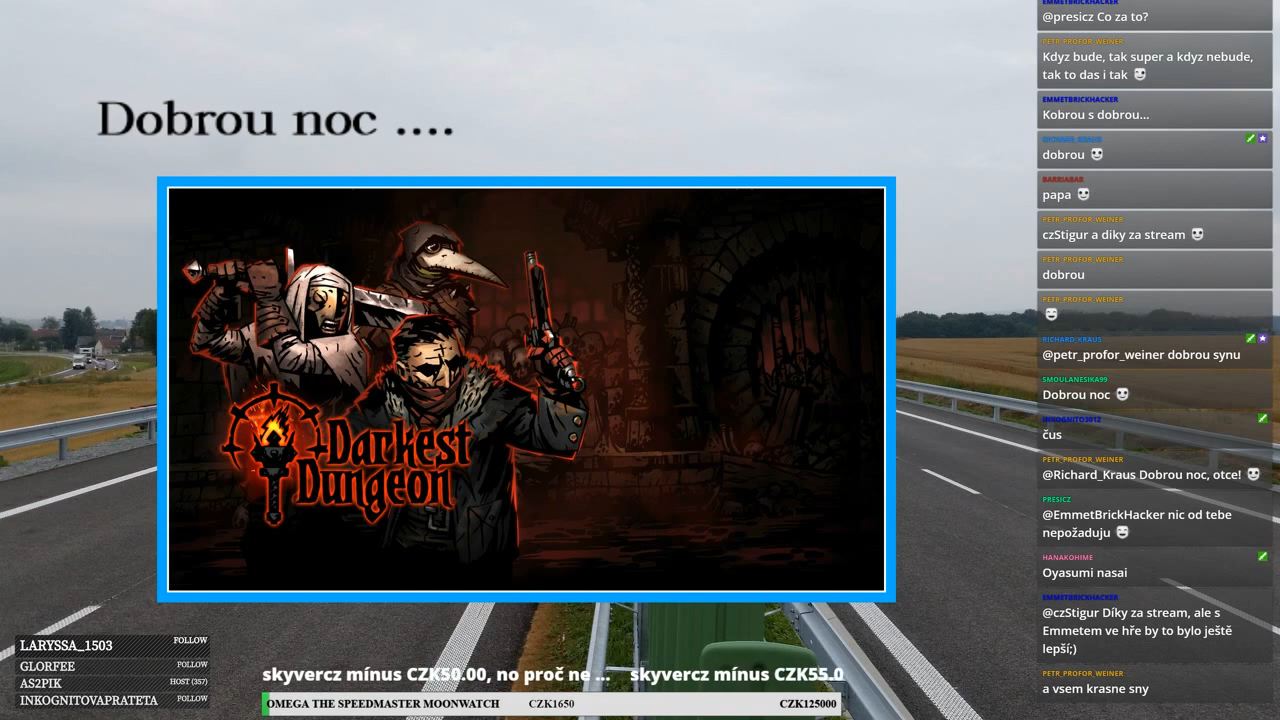 Dobrou noc ....
Darkest
Dungeon
EMMETBRICKHACKER
@presicz Co za to?
PETR_PROFOR_WEINER
Kdyz bude, tak super a kdyz nebude,
tak to das i tak
EMMETBRICKHACKER
Kobrou s dobrou...
RICHARD_KRAUS
dobrou
BARRIABAR
papa
PETR_PROFOR_WEINER
czStigur a diky za stream
PETR_PROFOR_WEINER
dobrou
PETR_PROFOR_WEINER
RICHARD_KRAUS
@petr_profor_weiner dobrou synu
SMOULANESIKA99
Dobrou noc
čus
PETR_PROFOR_WEINER
@Richard_Kraus Dobrou noc, otce!
PRESICZ
@EmmetBrickHacker nic od tebe
nepožaduju
HANAKOHIME
Oyasumi nasai
EMMETBRICKHACKER
@czStigur Díky za stream, ale s
Emmetem ve hře by to bylo ještě
lepší;)
PETR_PROFOR_WEINER
a vsem krasne sny
LARYSSA_1503 FOLLOW
GLORFEE FOLLOW
AS2PIK HOST (357)
INKOGNITOVAPRATETA FOLLOW
skyvercz mínus CZK50.00, no proč ne ... skyvercz mínus CZK55.0
OMEGA THE SPEEDMASTER MOONWATCH CZK1650 CZK125000